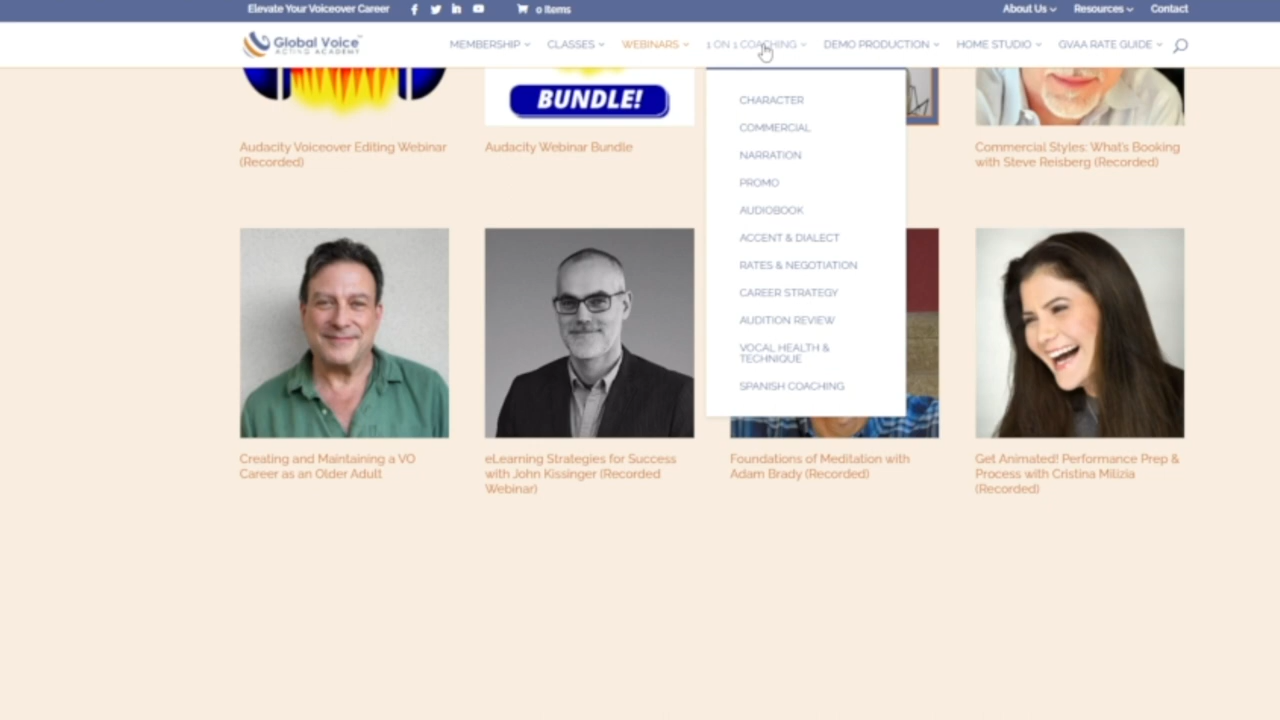 Elevate Your Voiceover Career
0 Items
About Us
Resources
Contact
Global Voice
ACTING ACADEMY
MEMBERSHIP
CLASSES
WEBINARS
1 ON 1 COACHING
DEMO PRODUCTION
HOME STUDIO
GVAA RATE GUIDE
BUNDLE!
Audacity Voiceover Editing Webinar
(Recorded)
Audacity Webinar Bundle
Commercial Styles: What's Booking
with Steve Reisberg (Recorded)
CHARACTER
COMMERCIAL
NARRATION
PROMO
AUDIOBOOK
ACCENT & DIALECT
RATES & NEGOTIATION
CAREER STRATEGY
AUDITION REVIEW
VOCAL HEALTH &
TECHNIQUE
SPANISH COACHING
Creating and Maintaining a VO
Career as an Older Adult
eLearning Strategies for Success
with John Kissinger (Recorded
Webinar)
Foundations of Meditation with
Adam Brady (Recorded)
Get Animated! Performance Prep &
Process with Cristina Milizia
(Recorded)